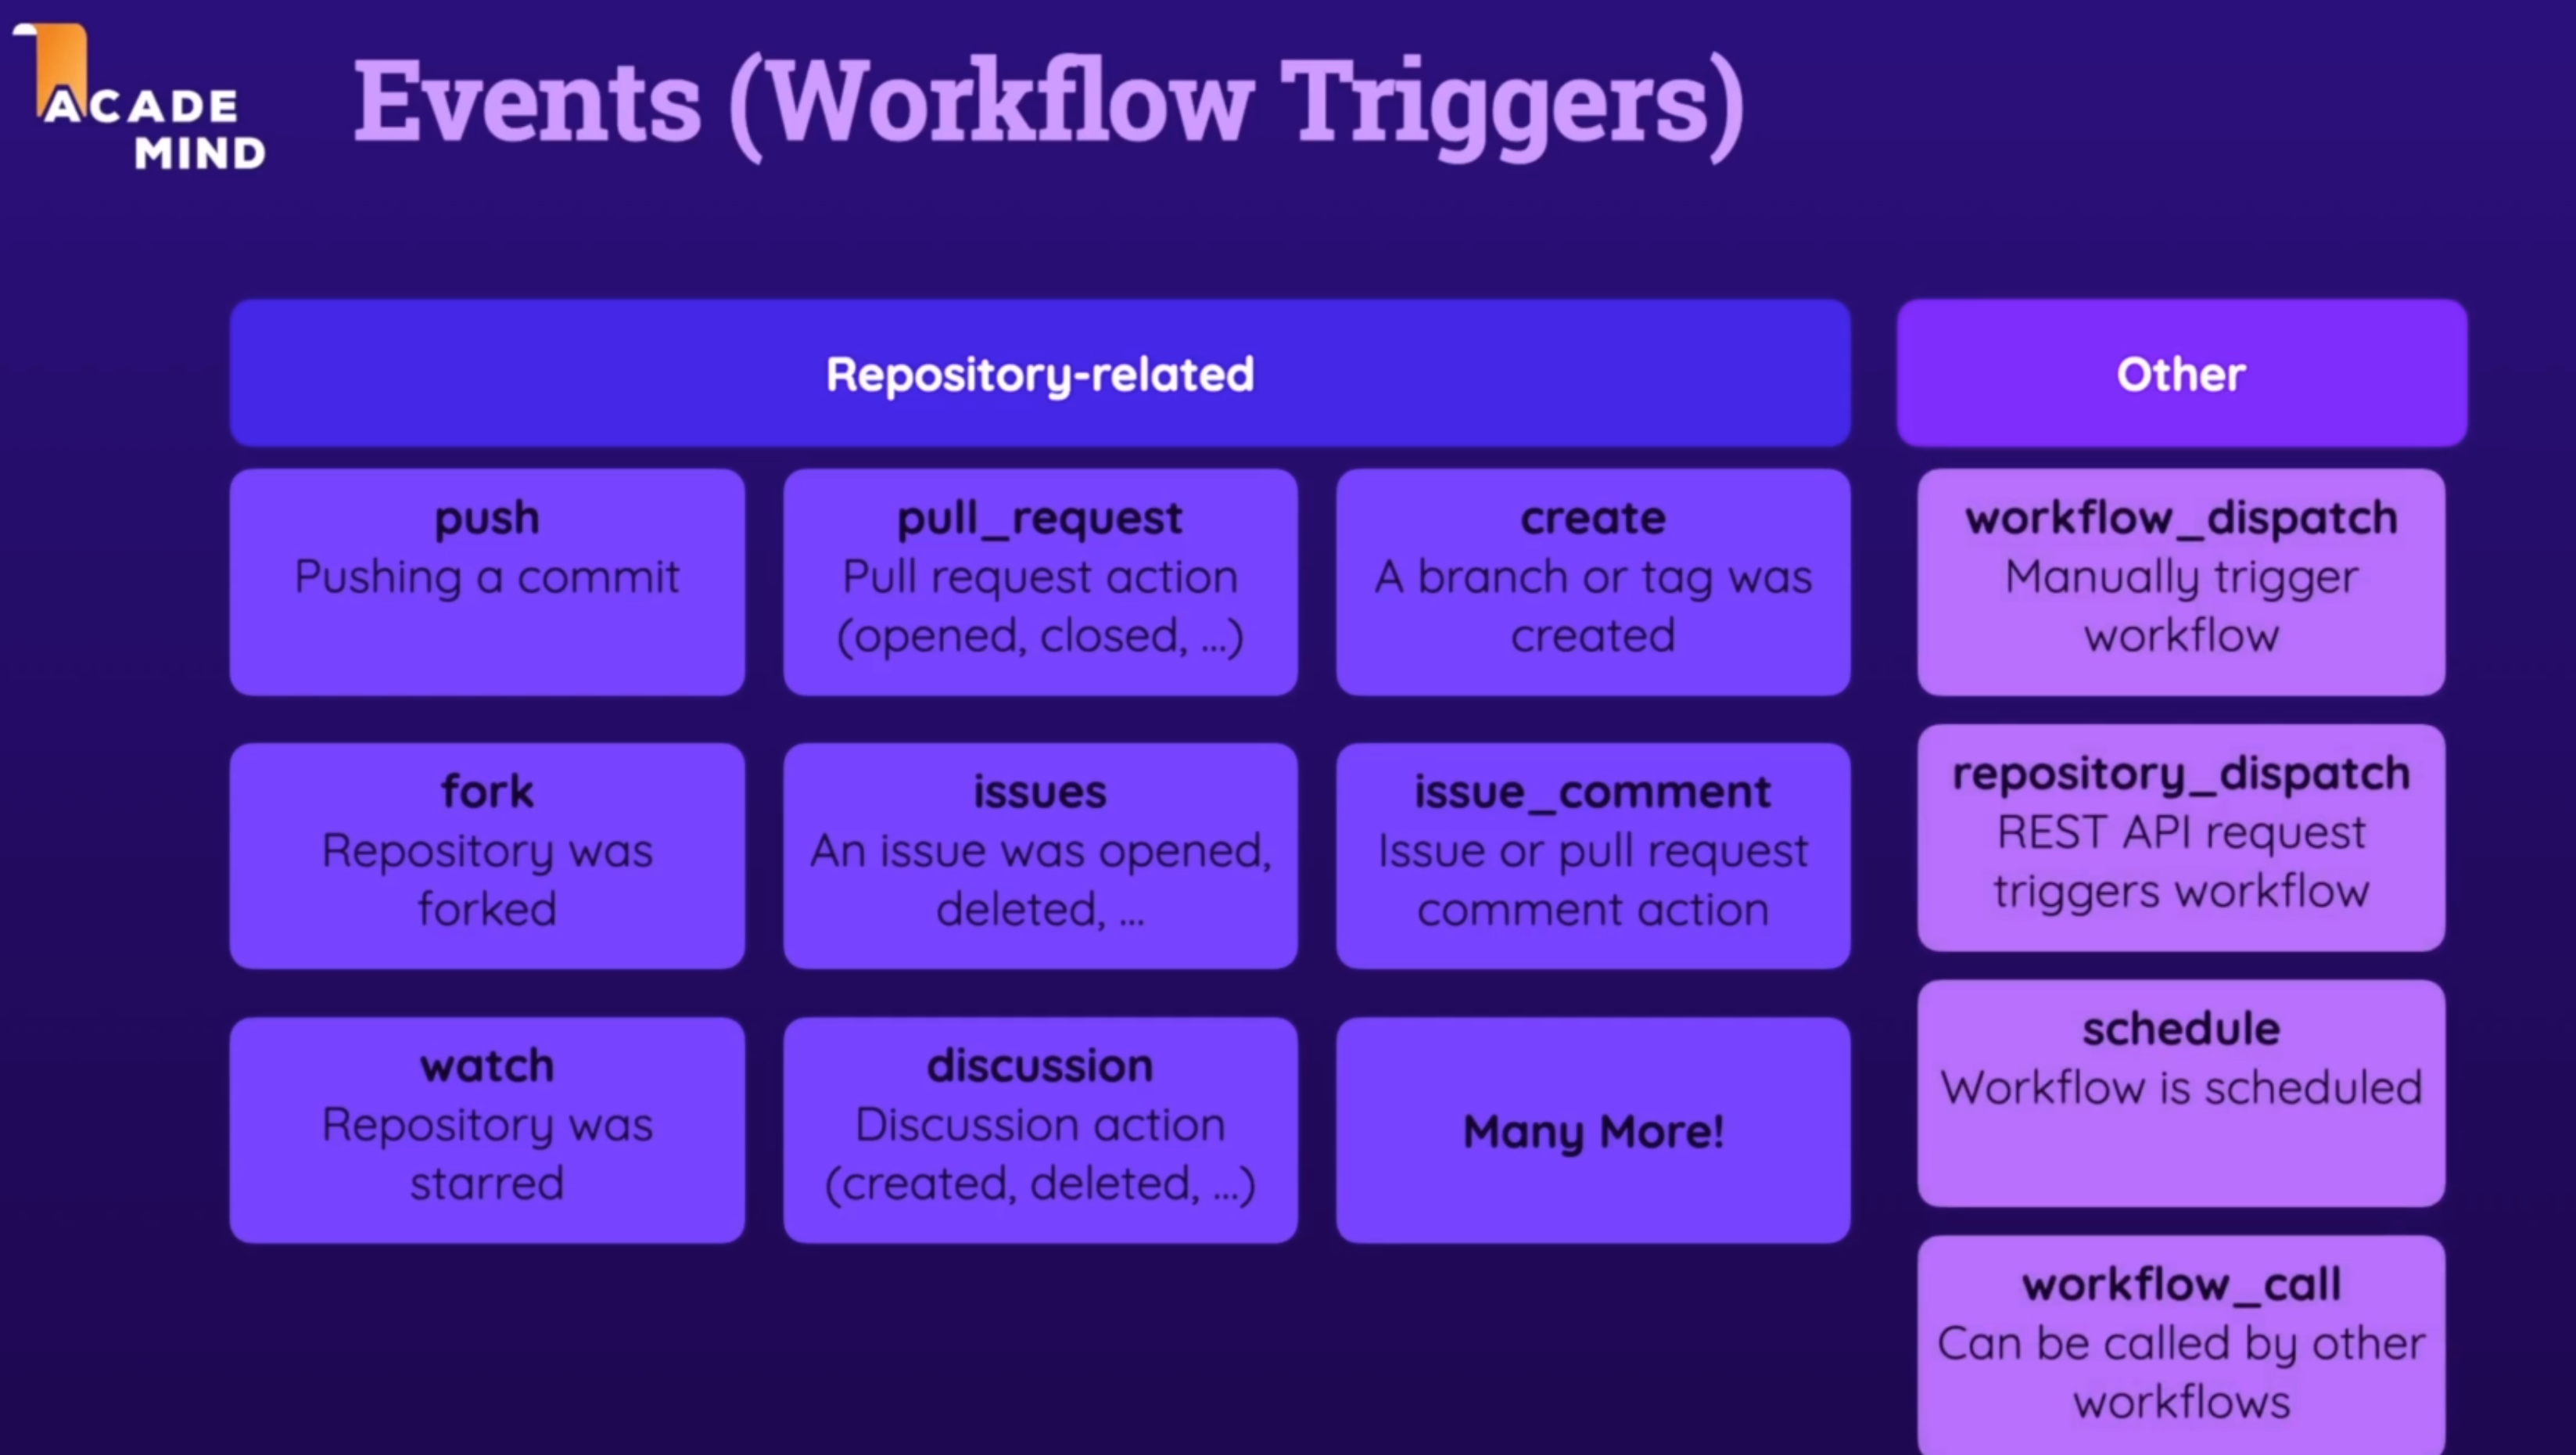 ACADE
MIND
Events (Workflow Triggers)
Repository-related
push
Pushing a commit
pull_request
Pull request action
(opened, closed, ...)
create
A branch or tag was
created
fork
Repository was
forked
issues
An issue was opened,
deleted, ...
issue_comment
Issue or pull request
comment action
watch
Repository was
starred
discussion
Discussion action
(created, deleted, ...)
Many More!
Other
workflow_dispatch
Manually trigger
workflow
repository_dispatch
REST API request
triggers workflow
schedule
Workflow is scheduled
workflow_call
Can be called by other
workflows